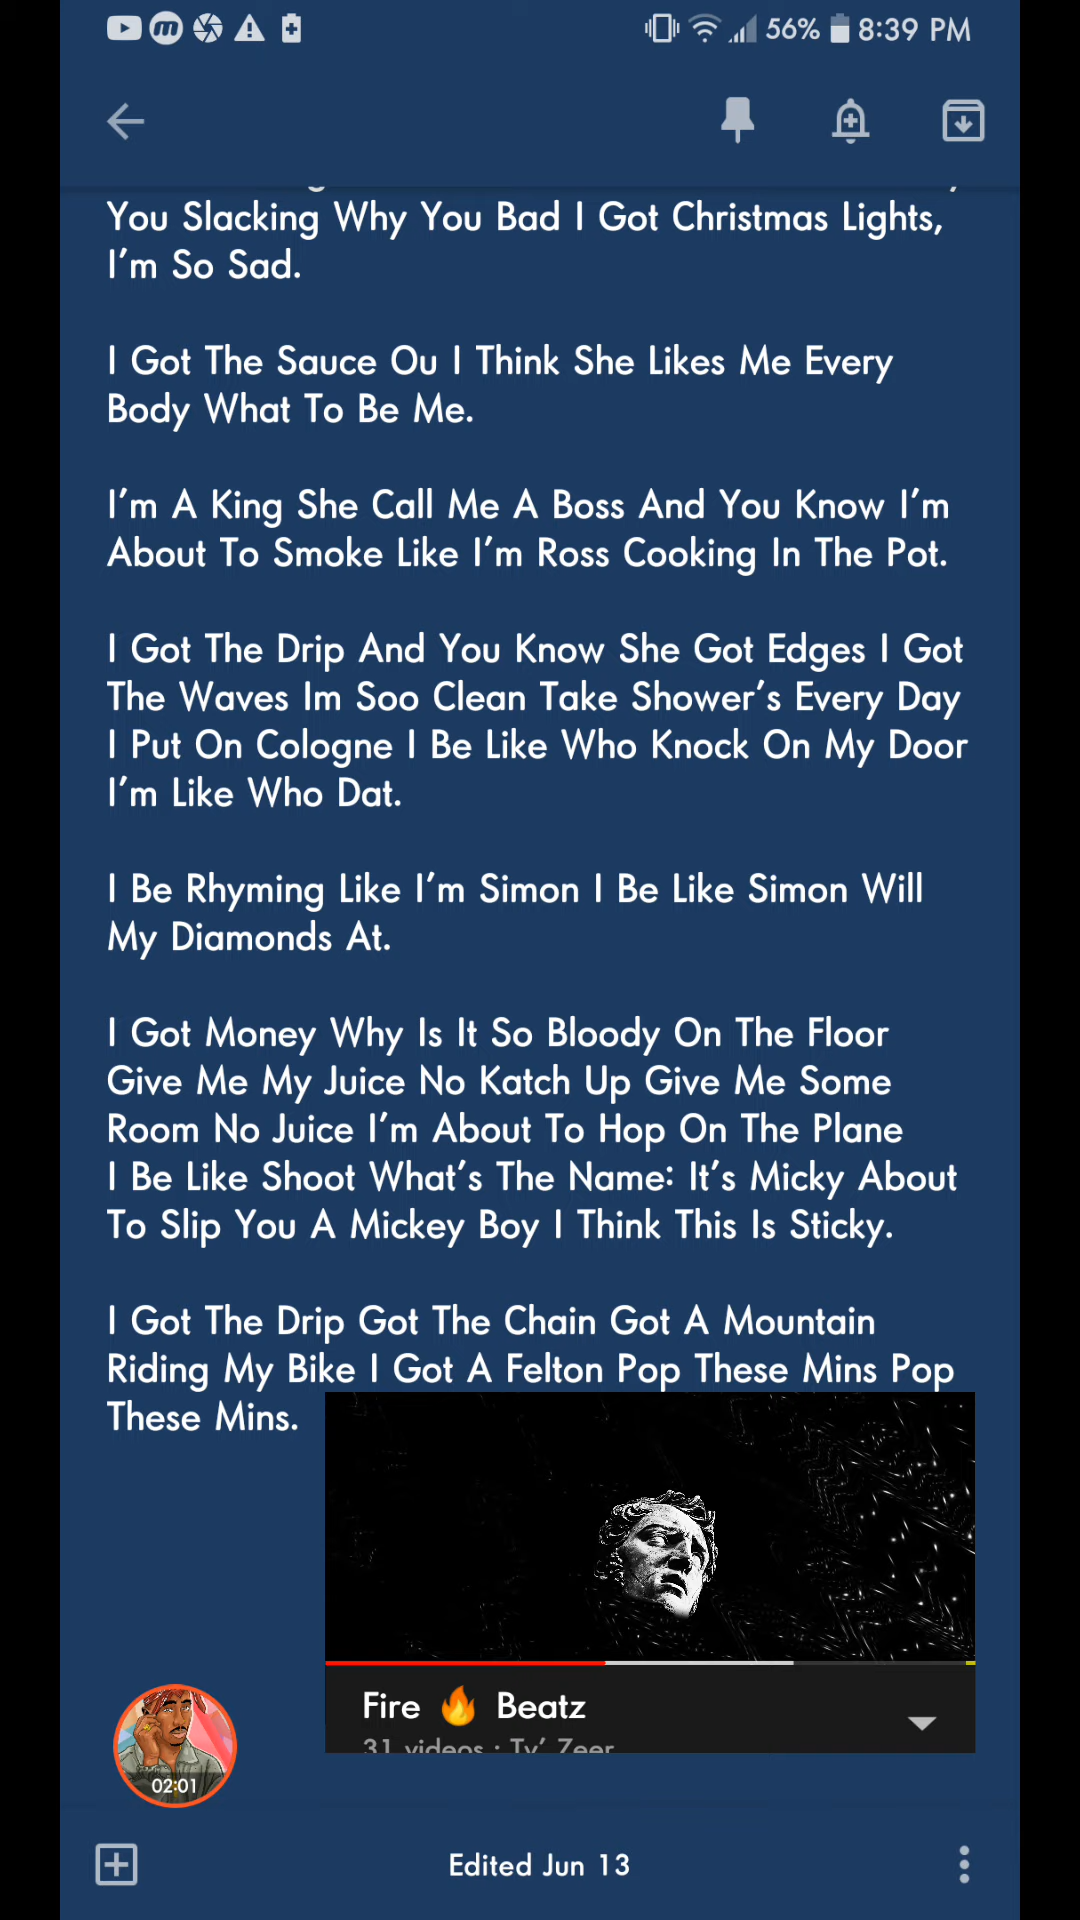 56% 8:39 PM
You Slacking Why You Bad I Got Christmas Lights,
I'm So Sad.
I Got The Sauce Ou I Think She Likes Me Every
Body What To Be Me.
I'm A King She Call Me A Boss And You Know I'm
About To Smoke Like I'm Ross Cooking In The Pot.
I Got The Drip And You Know She Got Edges I Got
The Waves Im Soo Clean Take Shower's Every Day
I Put On Cologne I Be Like Who Knock On My Door
I'm Like Who Dat.
I Be Rhyming Like I'm Simon I Be Like Simon Will
My Diamonds At.
I Got Money Why Is It So Bloody On The Floor
Give Me My Juice No Katch Up Give Me Some
Room No Juice I'm About To Hop On The Plane
I Be Like Shoot What's The Name: It's Micky About
To Slip You A Mickey Boy I Think This Is Sticky.
I Got The Drip Got The Chain Got A Mountain
Riding My Bike I Got A Felton Pop These Mins Pop
These Mins.
Fire 🔥 Beatz
31 videos · Ty' Zeer
02:01
Edited Jun 13